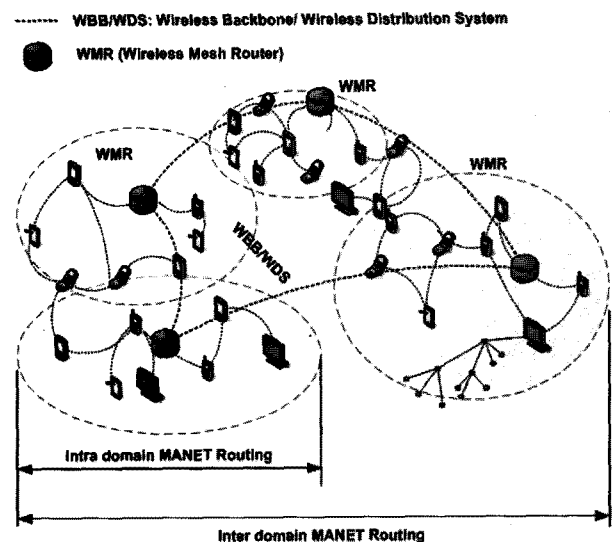 WBB/WDS: Wireless Backbone/ Wireless Distribution System
WMR (Wireless Mesh Router)
WMR
WMR
WMR
WBB/WDS
Intra domain MANET Routing
Inter domain MANET Routing